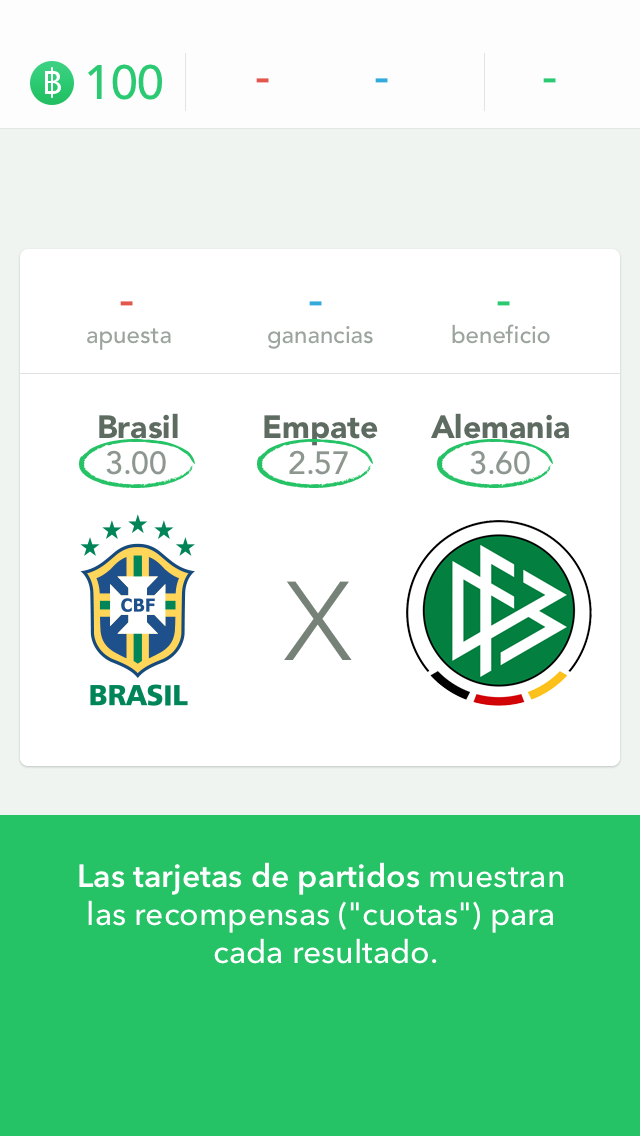 ฿ 100 - - -
- - -
apuesta ganancias beneficio
Brasil Empate Alemania
3.00 2.57 3.60
CBF X
BRASIL
Las tarjetas de partidos muestran
las recompensas ("cuotas") para
cada resultado.